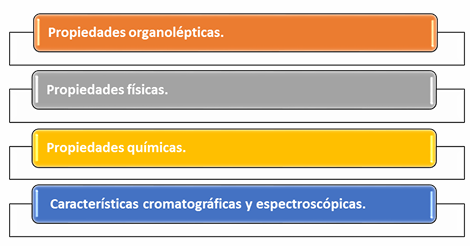 Propiedades organolépticas.
Propiedades físicas.
Propiedades químicas.
Características cromatográficas y espectroscópicas.